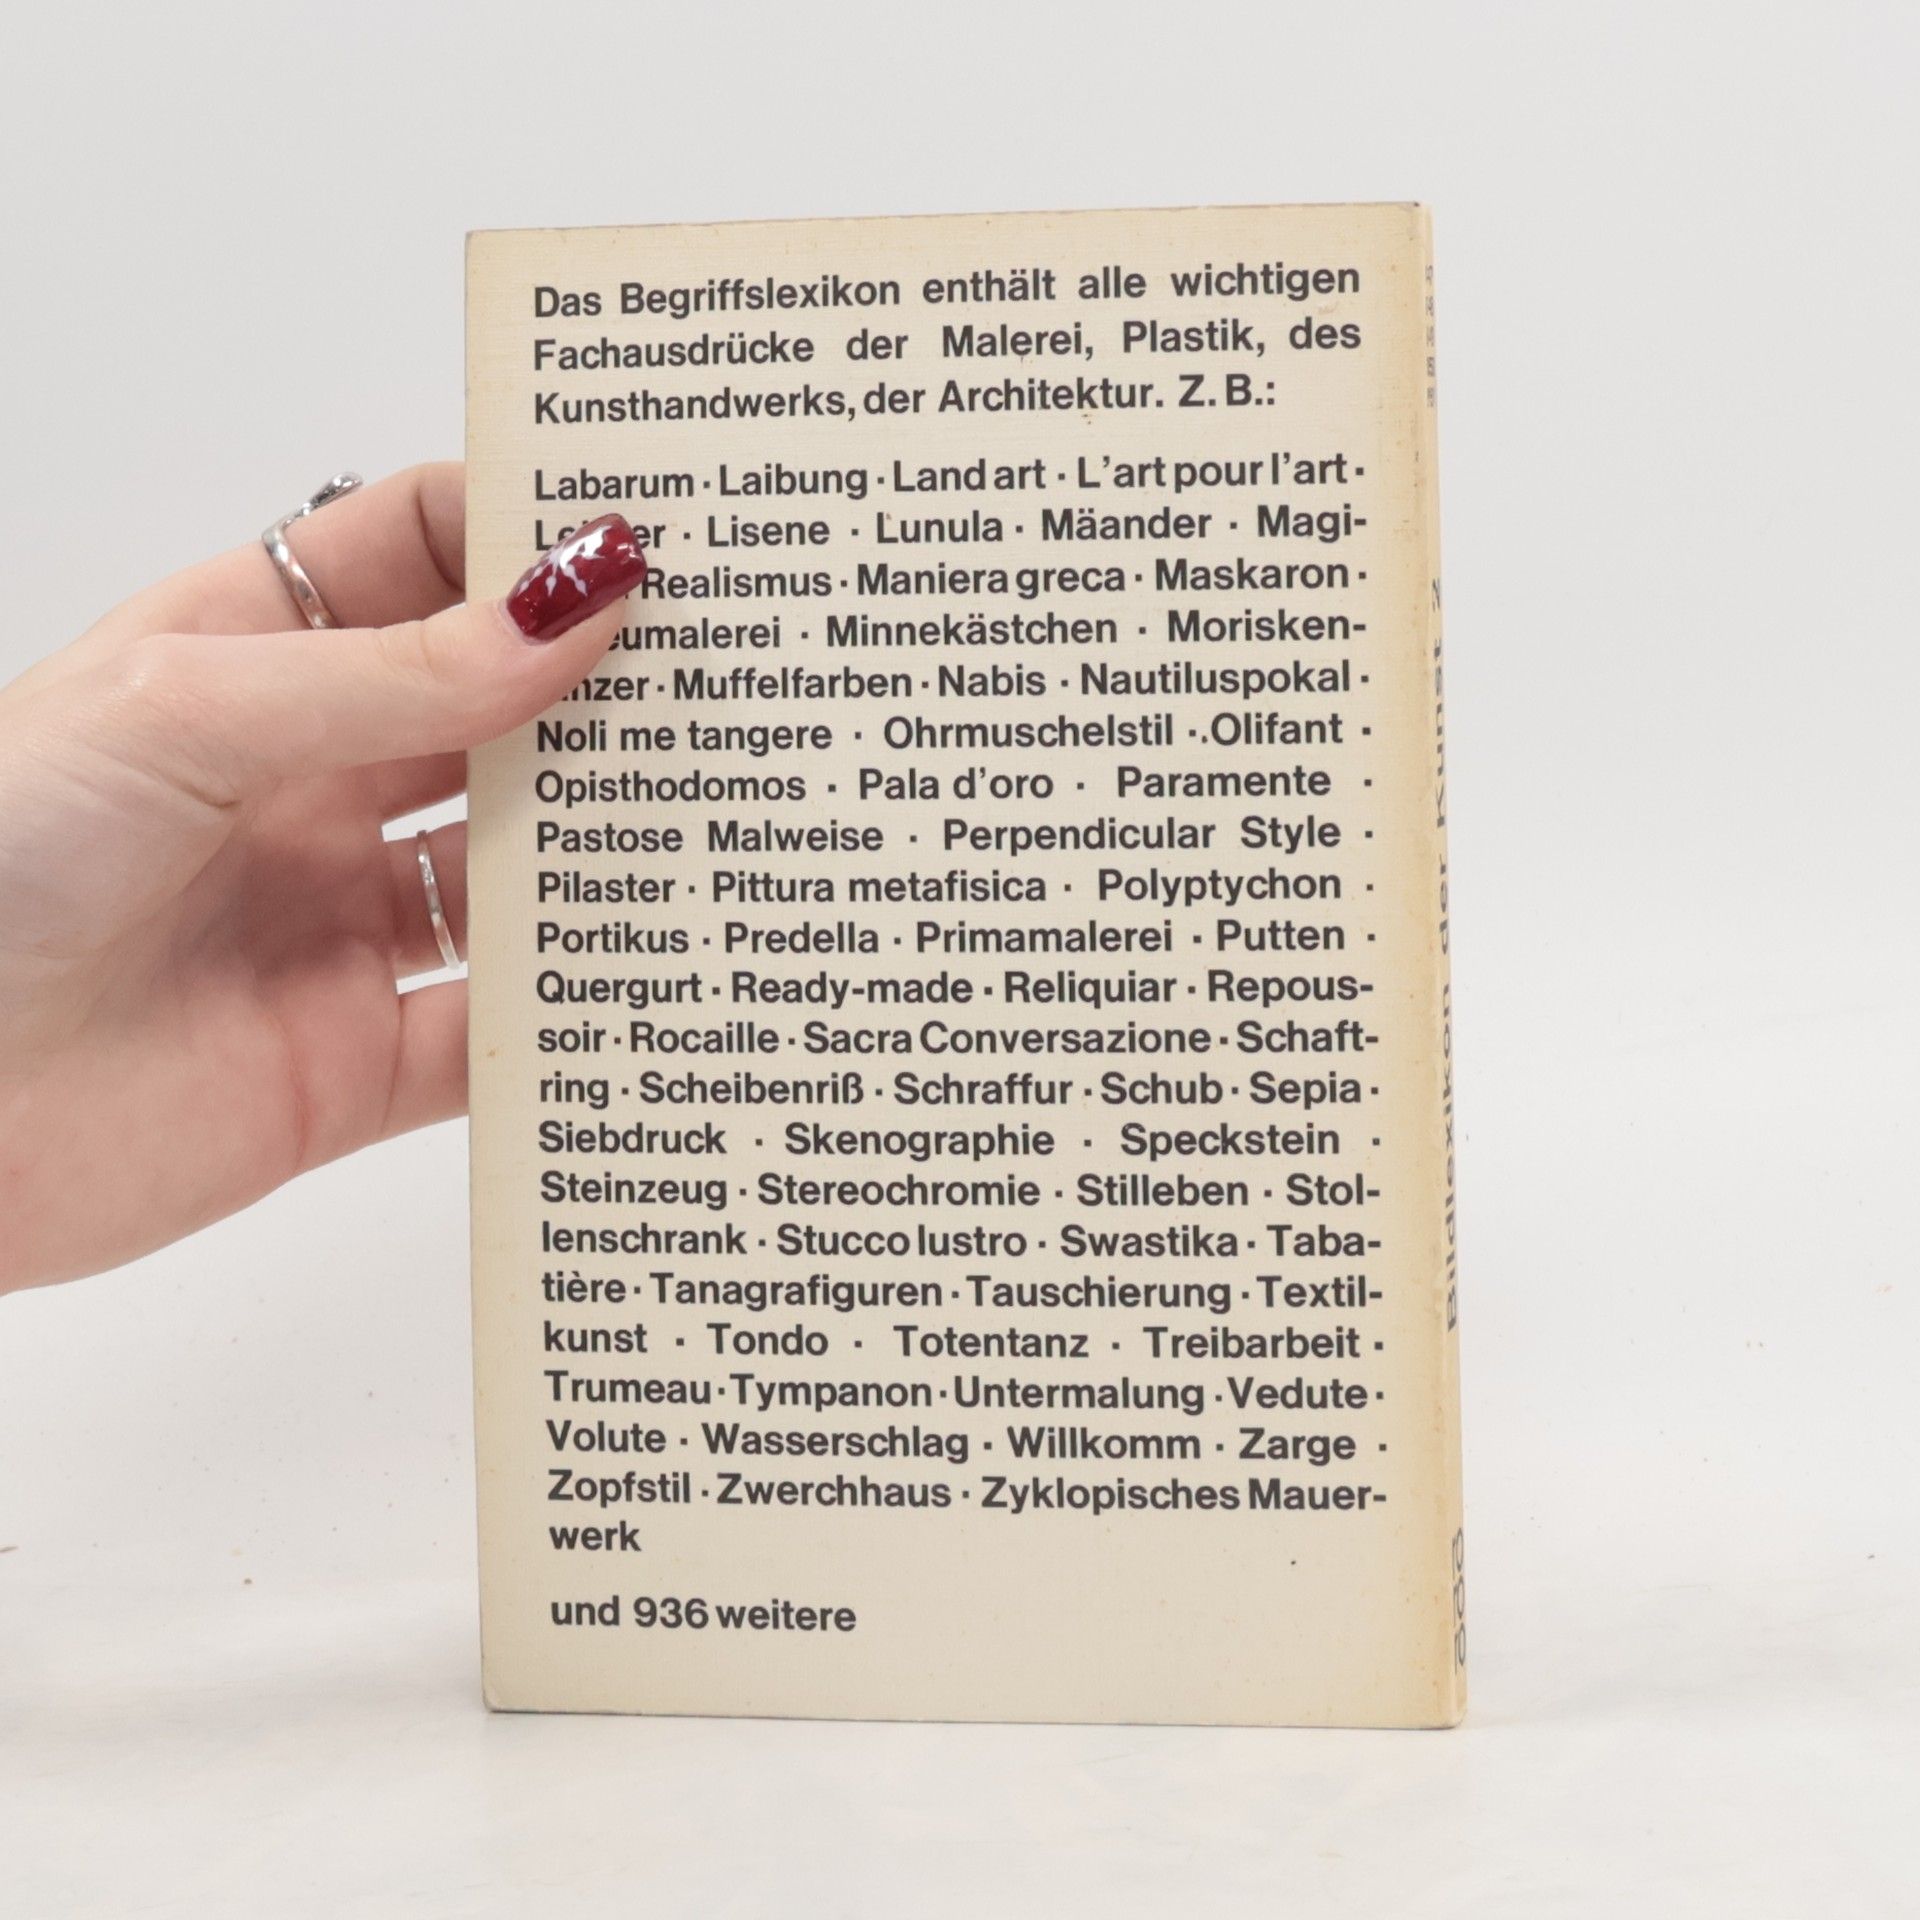 Das Begriffslexikon enthält alle wichtigen
Fachausdrücke der Malerei, Plastik, des
Kunsthandwerks, der Architektur. Z. B.:
Labarum · Laibung · Land art · L’art pour l’art ·
· Lisene · Lunula · Mäander · Magi-
Realismus · Maniera greca · Maskaron ·
· Minnekästchen · Morisken-
· Muffelfarben · Nabis · Nautiluspokal ·
Noli me tangere · Ohrmuschelstil · Olifant ·
Opisthodomos · Pala d’oro · Paramente ·
Pastose Malweise · Perpendicular Style ·
Pilaster · Pittura metafisica · Polyptychon ·
Portikus · Predella · Primamalerei · Putten ·
Quergurt · Ready-made · Reliquiar · Repous-
soir · Rocaille · Sacra Conversazione · Schaft-
ring · Scheibenriß · Schraffur · Schub · Sepia ·
Siebdruck · Skenographie · Speckstein ·
Steinzeug · Stereochromie · Stilleben · Stol-
lenschrank · Stucco lustro · Swastika · Taba-
tière · Tanagrafiguren · Tauschierung · Textil-
kunst · Tondo · Totentanz · Treibarbeit ·
Trumeau · Tympanon · Untermalung · Vedute ·
Volute · Wasserschlag · Willkomm · Zarge ·
Zopfstil · Zwerchhaus · Zyklopisches Mauer-
werk
und 936 weitere
Bildlexikon der Kunst